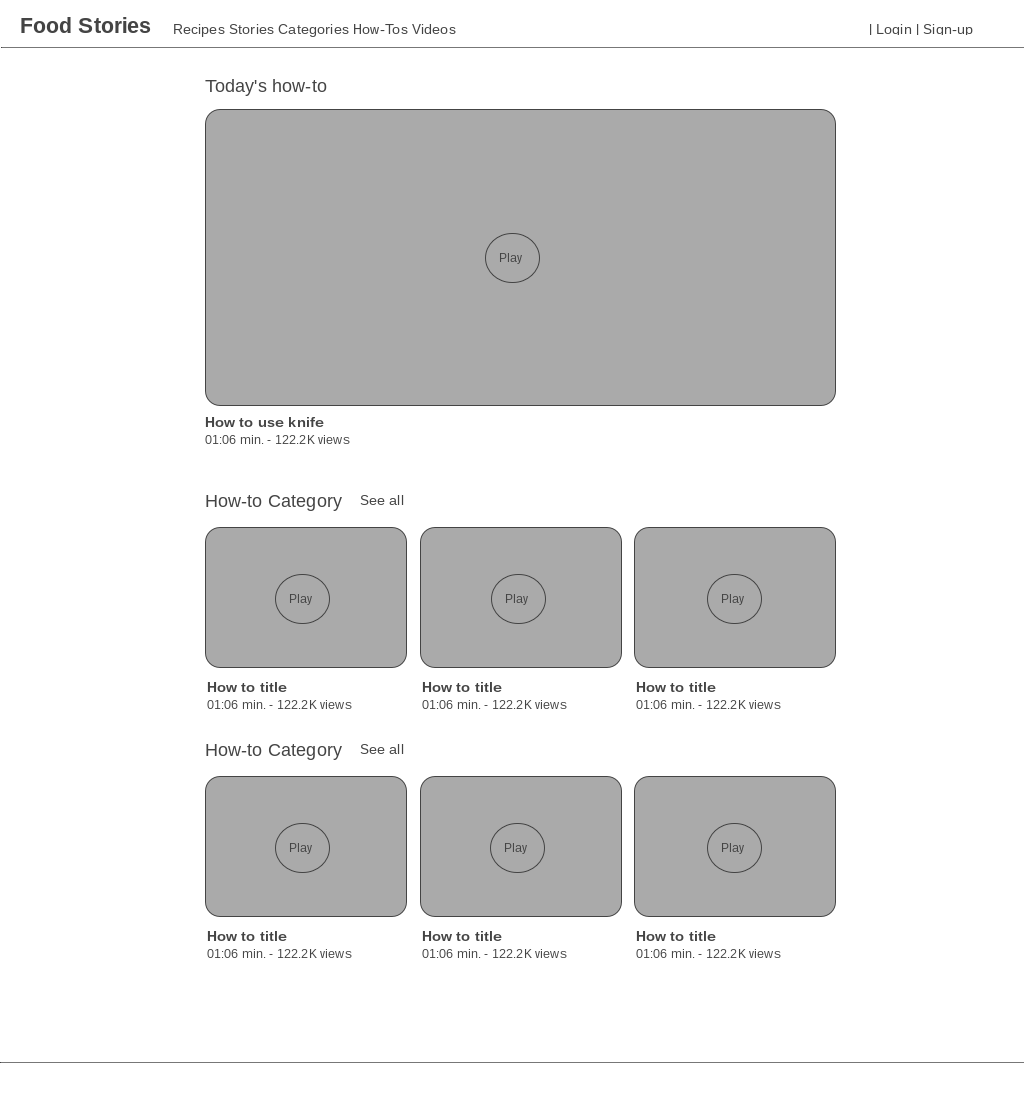 Food Stories Recipes Stories Categories How-Tos Videos | Login | Sign-up
Today's how-to
Play
How to use knife
01:06 min. - 122.2K views
How-to Category See all
Play Play Play
How to title How to title How to title
01:06 min. - 122.2K views 01:06 min. - 122.2K views 01:06 min. - 122.2K views
How-to Category See all
Play Play Play
How to title How to title How to title
01:06 min. - 122.2K views 01:06 min. - 122.2K views 01:06 min. - 122.2K views